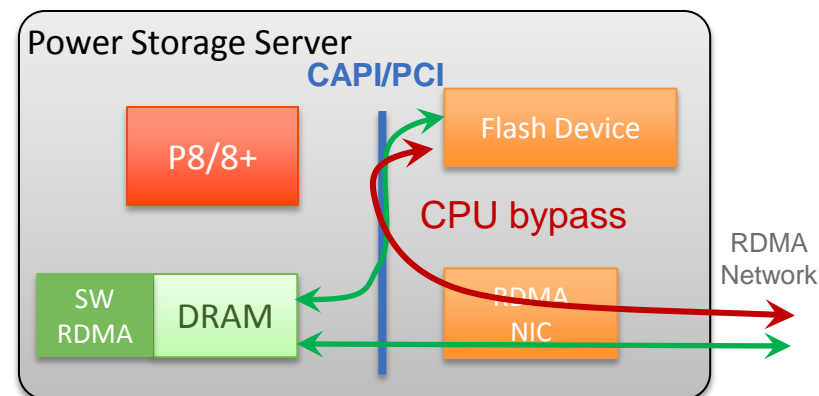 Power Storage Server
CAPI/PCI
P8/8+
Flash Device
CPU bypass
RDMA
Network
SW
RDMA
DRAM
RDMA
NIC